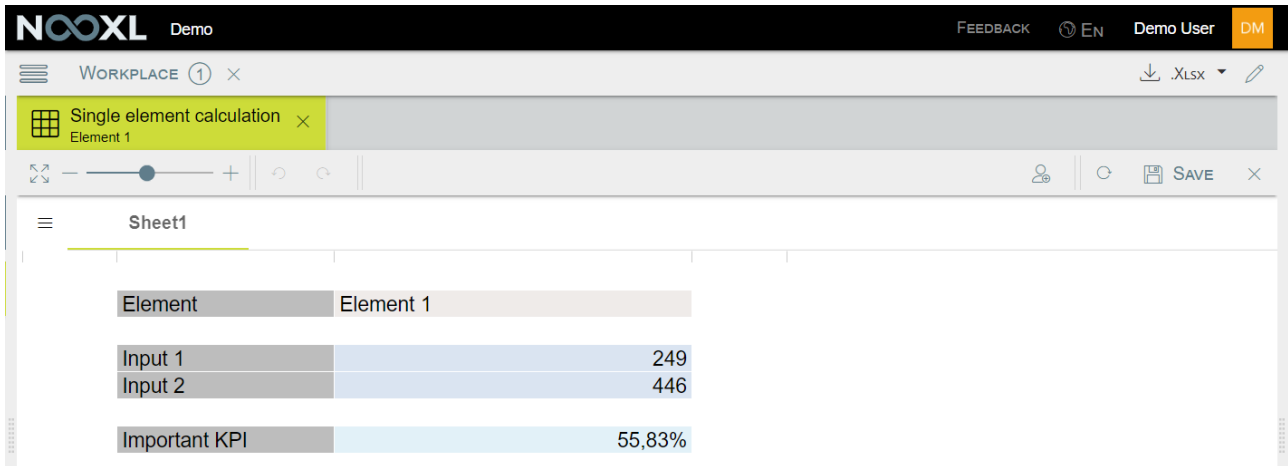 NOOXL Demo FEEDBACK EN Demo User DM
WORKPLACE 1 .XLSX
Single element calculation
Element 1
SAVE
Sheet1
Element Element 1
Input 1 249
Input 2 446
Important KPI 55,83%